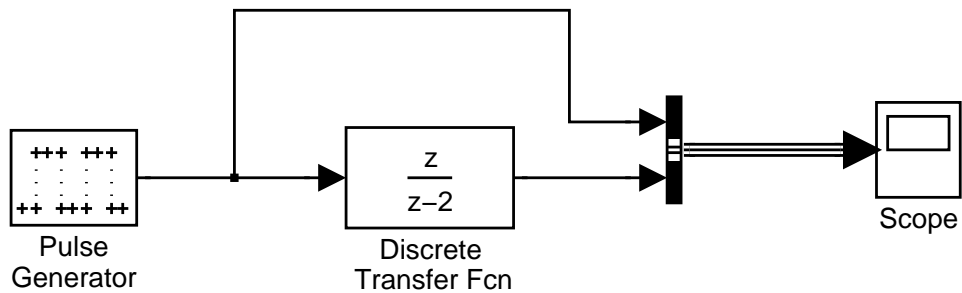 z
z−2
Pulse
Generator
Discrete
Transfer Fcn
Scope